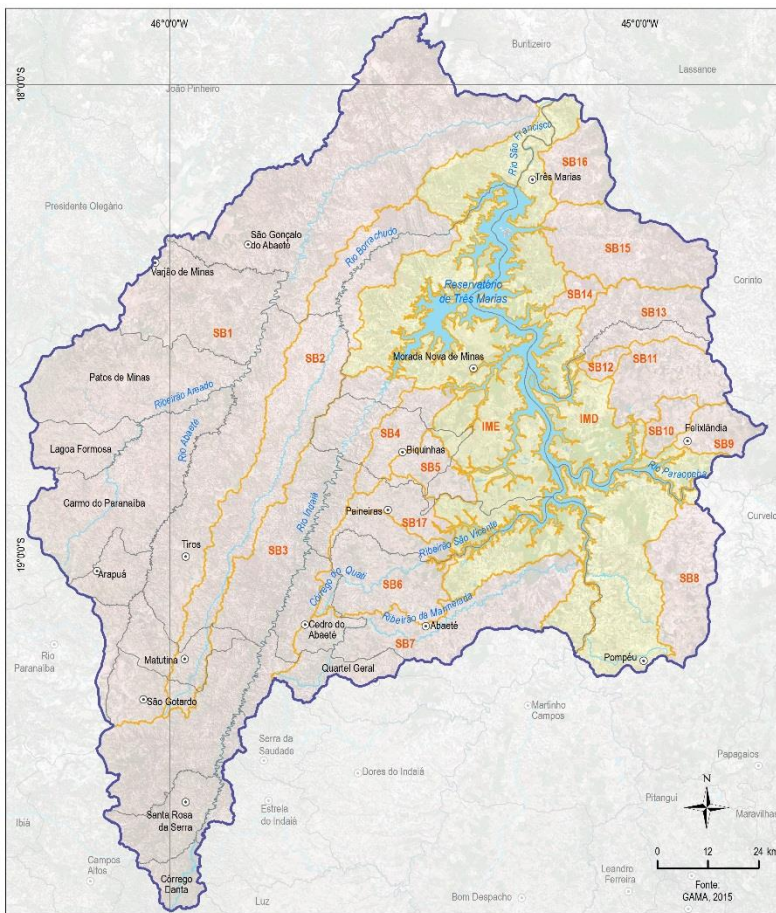 46°0'0"W
45°0'0"W
Buritizeiro
18°0'0"S
Lassance
João Pinheiro
Rio São Francisco
SB16
Três Marias
Presidente Olegário
São Gonçalo
do Abaeté
Rio Borrachudo
SB15
Varjão de Minas
Corinto
Reservatório
de Três Marias
SB14
SB13
SB1
SB2
Morada Nova de Minas
SB12
SB11
Patos de Minas
Ribeirão Areado
IME
IMD
SB4
SB10
Felixlândia
Lagoa Formosa
Rio Abaeté
Biquinhas
SB9
SB5
Rio Paraopeba
Rio Indaiá
Carmo do Paranaíba
Paineiras
SB17
Curvelo
19°0'0"S
Tiros
SB3
Ribeirão São Vicente
Arapuá
Córrego do Quati
SB6
SB8
Ribeirão da Marmelada
Cedro do
Abaeté
Abaeté
SB7
Rio
Paranaíba
Matutina
Quartel Geral
Pompéu
São Gotardo
Martinho
Campos
Serra da
Saudade
Papagaios
Dores do Indaiá
N
Pitangui
Maravilhas
Santa Rosa
da Serra
Estrela
do Indaiá
Ibiá
0 12 24 km
Campos
Altos
Córrego
Danta
Luz
Bom Despacho
Leandro
Ferreira
Fonte:
GAMA, 2015